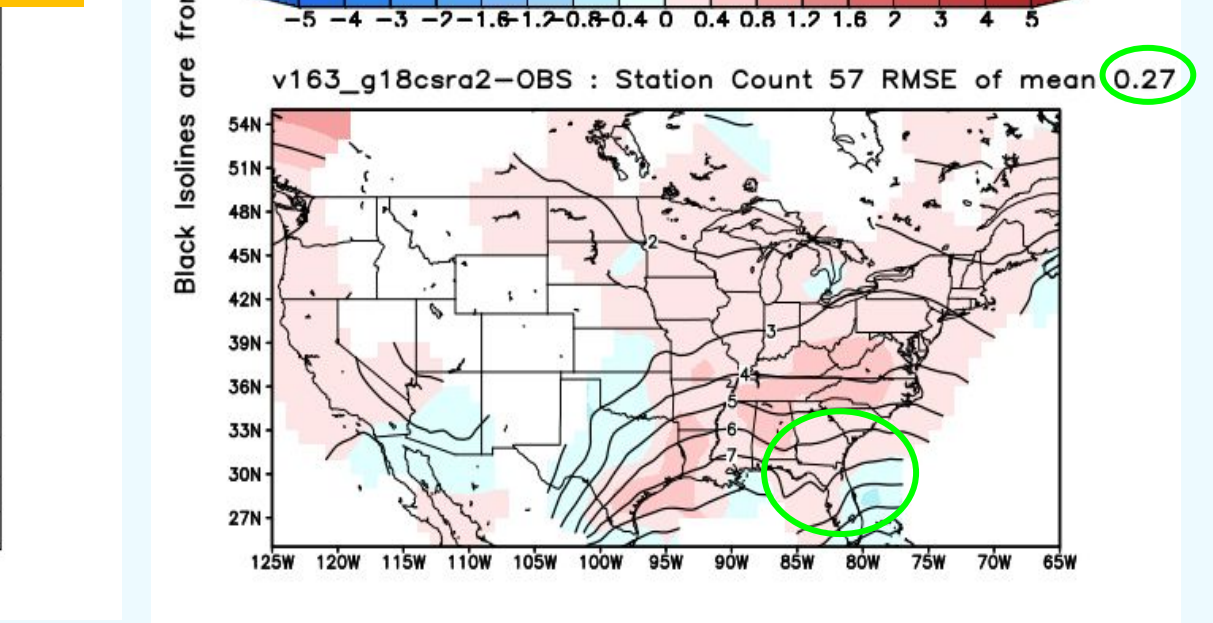 Black Isolines are fro
-5 -4 -3 -2 -1.6 -1.2 -0.8 -0.4 0 0.4 0.8 1.2 1.6 2 3 4 5
v163_g18csra2-OBS : Station Count 57 RMSE of mean 0.27
54N
51N
48N
2
45N
42N
3
39N
4
36N
5
6
33N
7
30N
27N
125W 120W 115W 110W 105W 100W 95W 90W 85W 80W 75W 70W 65W